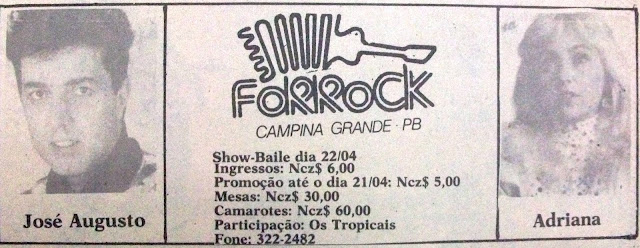 FORROCK
CAMPINA GRANDE - PB
Show-Baile dia 22/04
Ingressos: Ncz$ 6,00
Promoção até o dia 21/04: Ncz$ 5,00
Mesas: Ncz$ 30,00
Camarotes: Ncz$ 60,00
Participação: Os Tropicais
Fone: 322-2482
José Augusto
Adriana